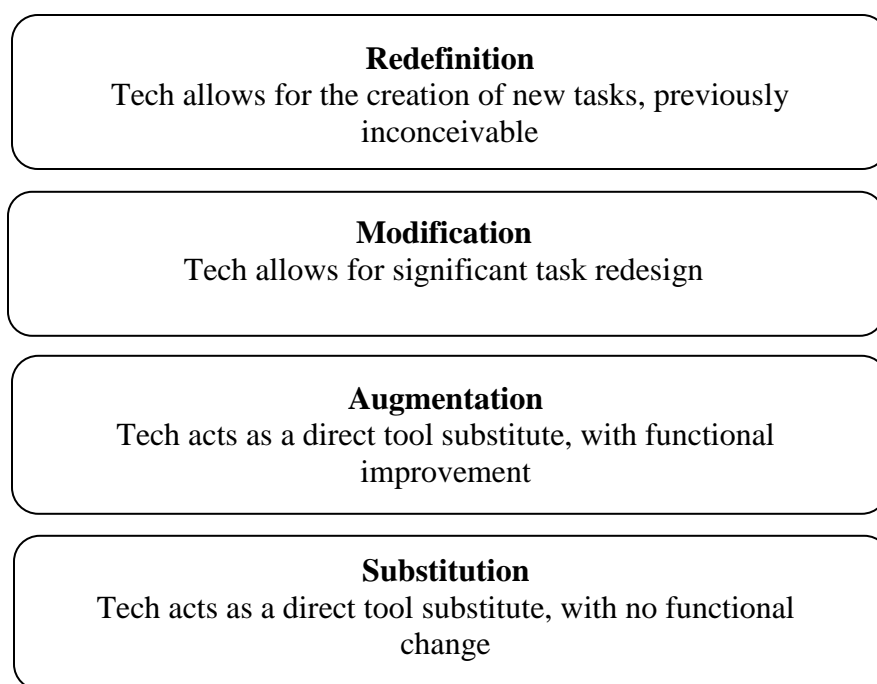 Redefinition
Tech allows for the creation of new tasks, previously
inconceivable
Modification
Tech allows for significant task redesign
Augmentation
Tech acts as a direct tool substitute, with functional
improvement
Substitution
Tech acts as a direct tool substitute, with no functional
change